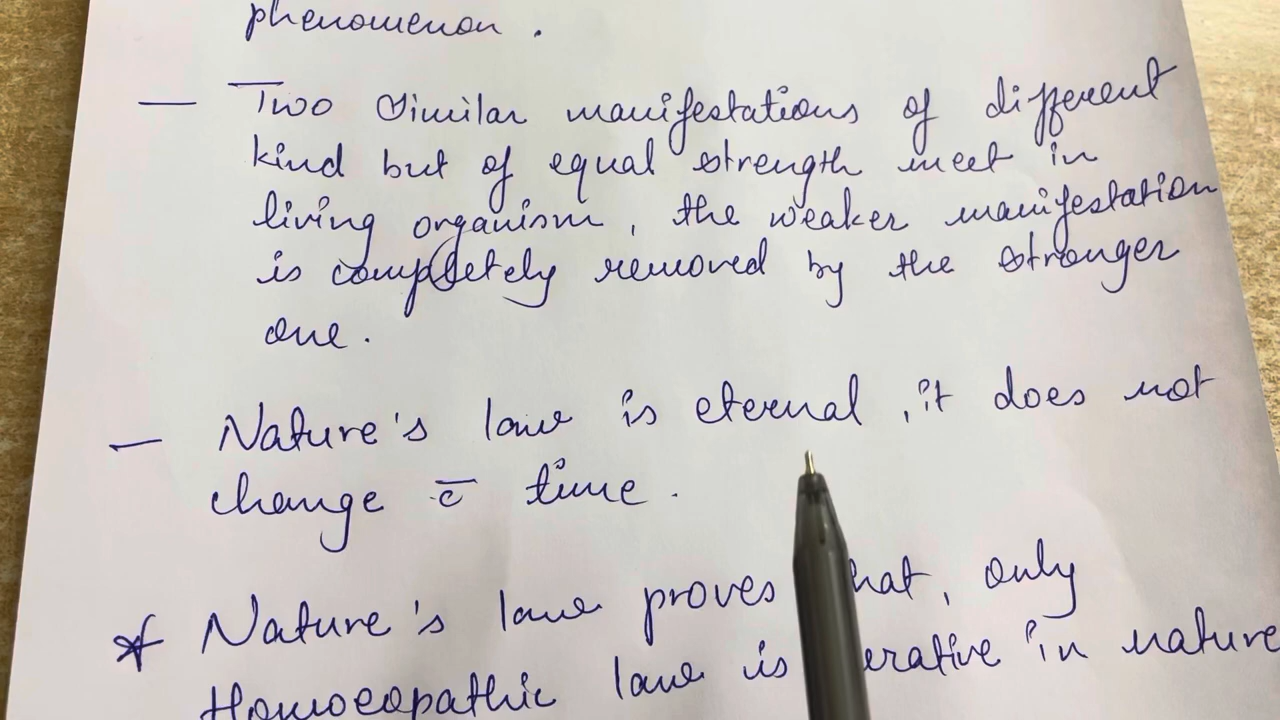 phenomenon.
— Two Similar manifestations of different
kind but of equal strength meet in
living organism, the weaker manifestation
is completely removed by the stronger
one.
— Nature's law is eternal, it does not
change c̅ time.
* Nature's law proves hat, only
Homoeopathic law is erative in nature